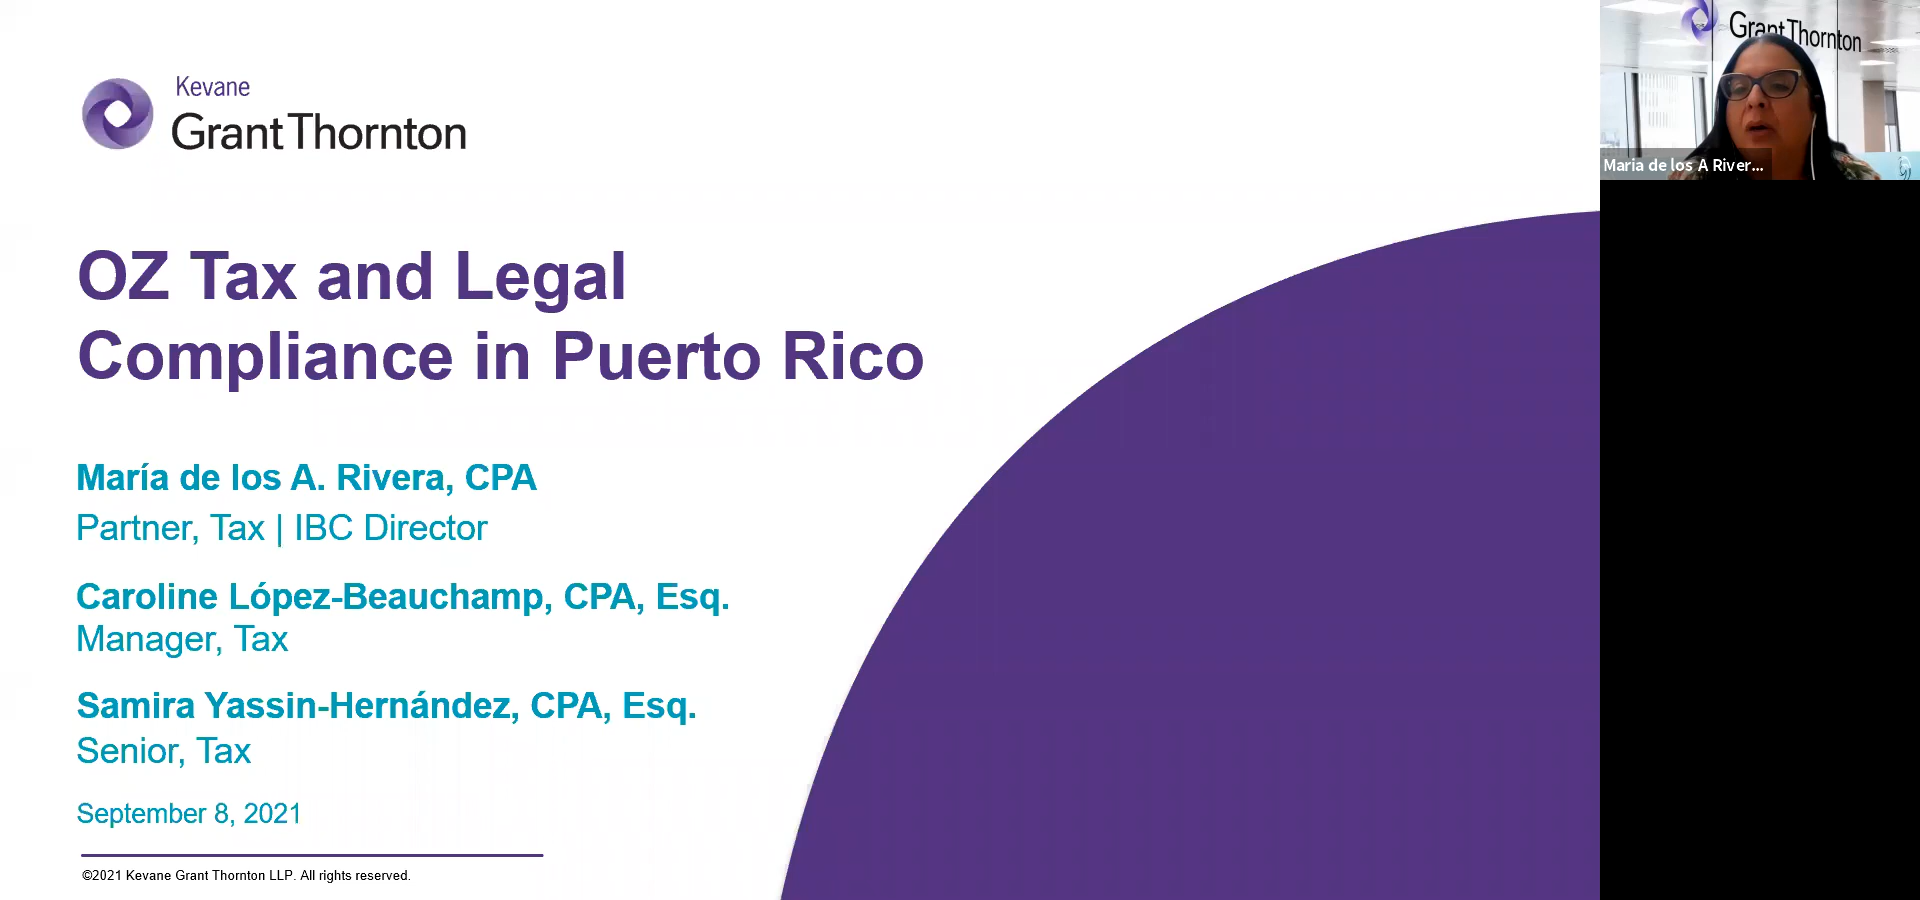 Kevane
Grant Thornton
OZ Tax and Legal
Compliance in Puerto Rico
María de los A. Rivera, CPA
Partner, Tax | IBC Director
Caroline López-Beauchamp, CPA, Esq.
Manager, Tax
Samira Yassin-Hernández, CPA, Esq.
Senior, Tax
September 8, 2021
©2021 Kevane Grant Thornton LLP. All rights reserved.
Grant Thornton
Maria de los A River...